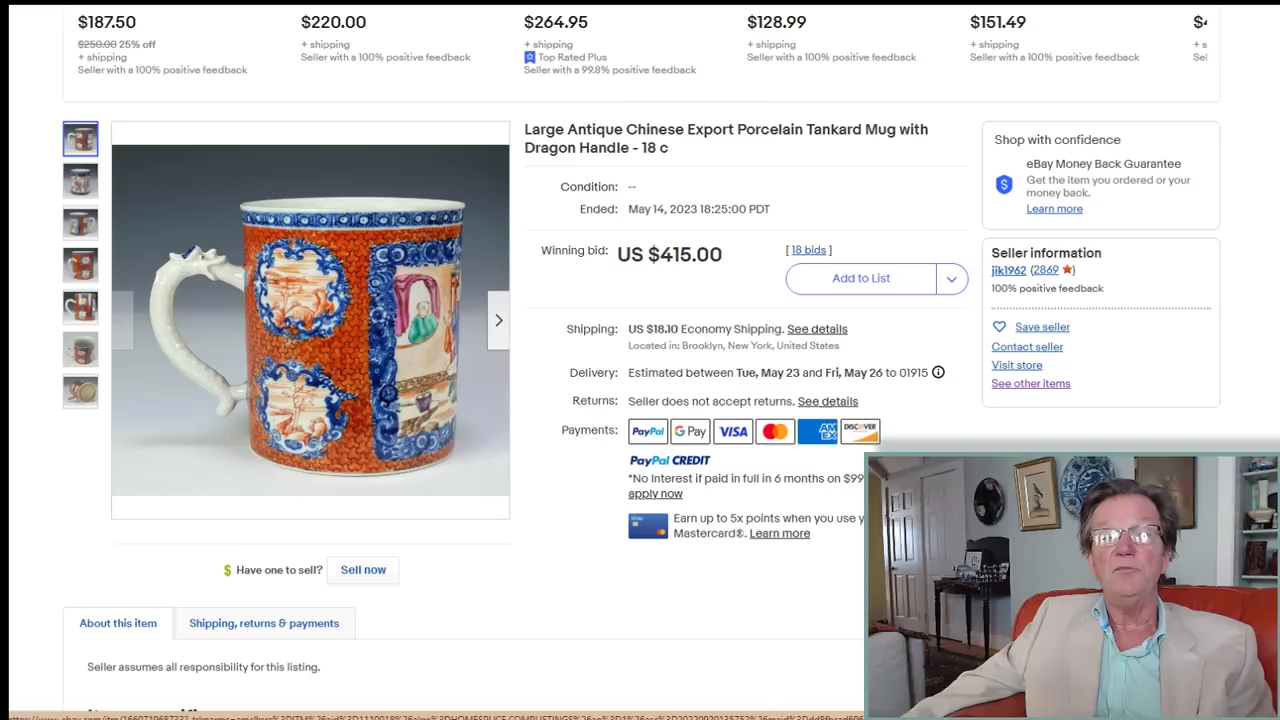 $187.50
$250.00 25% off
+ shipping
Seller with a 100% positive feedback
$220.00
+ shipping
Seller with a 100% positive feedback
$264.95
+ shipping
Top Rated Plus
Seller with a 99.8% positive feedback
$128.99
+ shipping
Seller with a 100% positive feedback
$151.49
+ shipping
Seller with a 100% positive feedback
Large Antique Chinese Export Porcelain Tankard Mug with
Dragon Handle - 18 c
Condition: --
Ended: May 14, 2023 18:25:00 PDT
Winning bid: US $415.00 [ 18 bids ]
Add to List
Shipping: US $18.10 Economy Shipping. See details
Located in: Brooklyn, New York, United States
Delivery: Estimated between Tue, May 23 and Fri, May 26 to 01915
Returns: Seller does not accept returns. See details
Payments: PayPal G Pay VISA AM EX DISCOVER
PayPal CREDIT
*No Interest if paid in full in 6 months on $99
apply now
Earn up to 5x points when you use
Mastercard®. Learn more
Shop with confidence
eBay Money Back Guarantee
Get the item you ordered or your
money back.
Learn more
Seller information
jik1962 (2869)
100% positive feedback
Save seller
Contact seller
Visit store
See other items
$ Have one to sell? Sell now
About this item
Shipping, returns & payments
Seller assumes all responsibility for this listing.